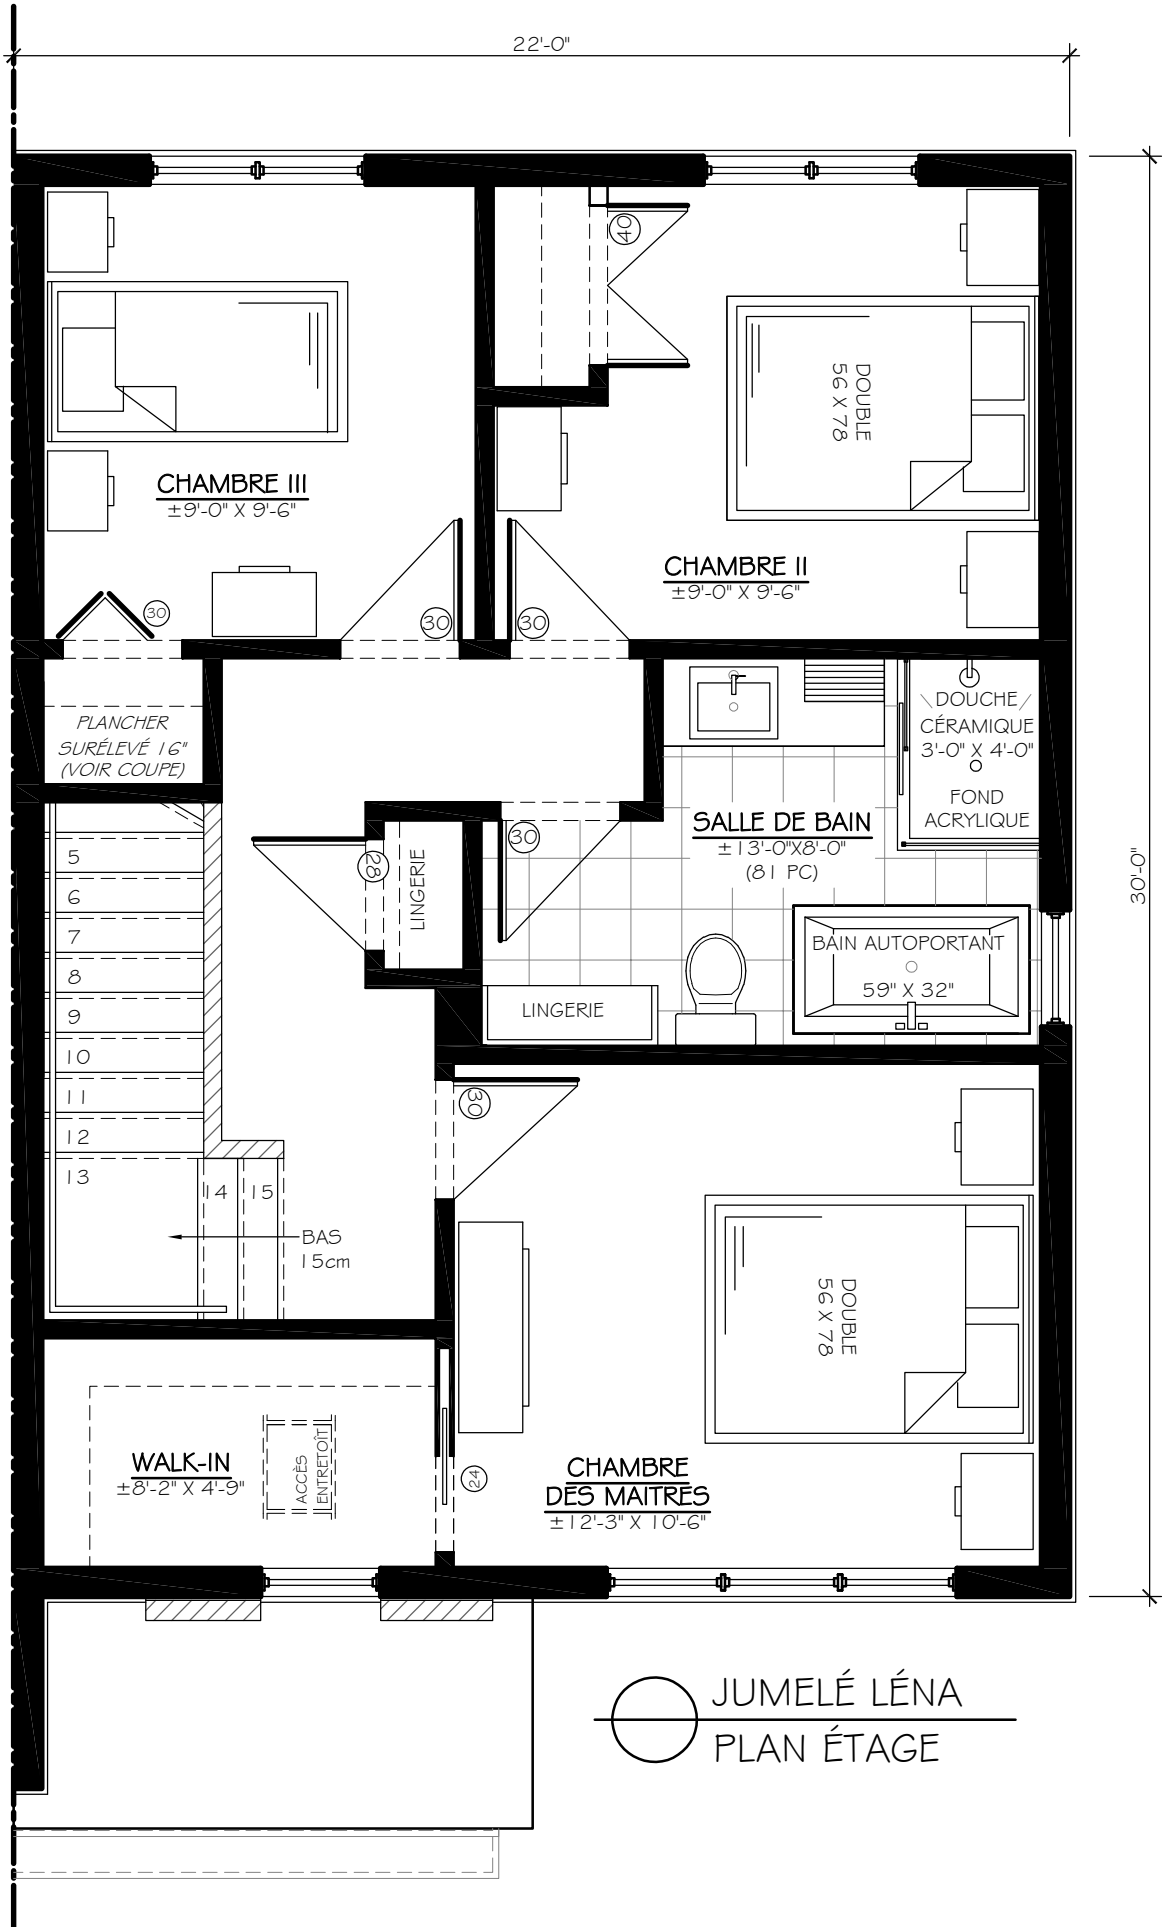 22'-0"
40
DOUBLE
56 X 78
CHAMBRE III
±9'-0" X 9'-6"
CHAMBRE II
±9'-0" X 9'-6"
30
30
30
PLANCHER
SURÉLEVÉ 16"
(VOIR COUPE)
DOUCHE
CÉRAMIQUE
3'-0" X 4'-0"
FOND
ACRYLIQUE
SALLE DE BAIN
±13'-0"X8'-0"
(81 PC)
30
28
LINGERIE
30'-0"
5
6
7
8
9
10
11
12
13
14
15
BAIN AUTOPORTANT
59" X 32"
LINGERIE
30
BAS
15cm
DOUBLE
56 X 78
WALK-IN
±8'-2" X 4'-9"
ACCÈS
ENTRETOÎT
24
CHAMBRE
DES MAITRES
±12'-3" X 10'-6"
JUMELÉ LÉNA
PLAN ÉTAGE